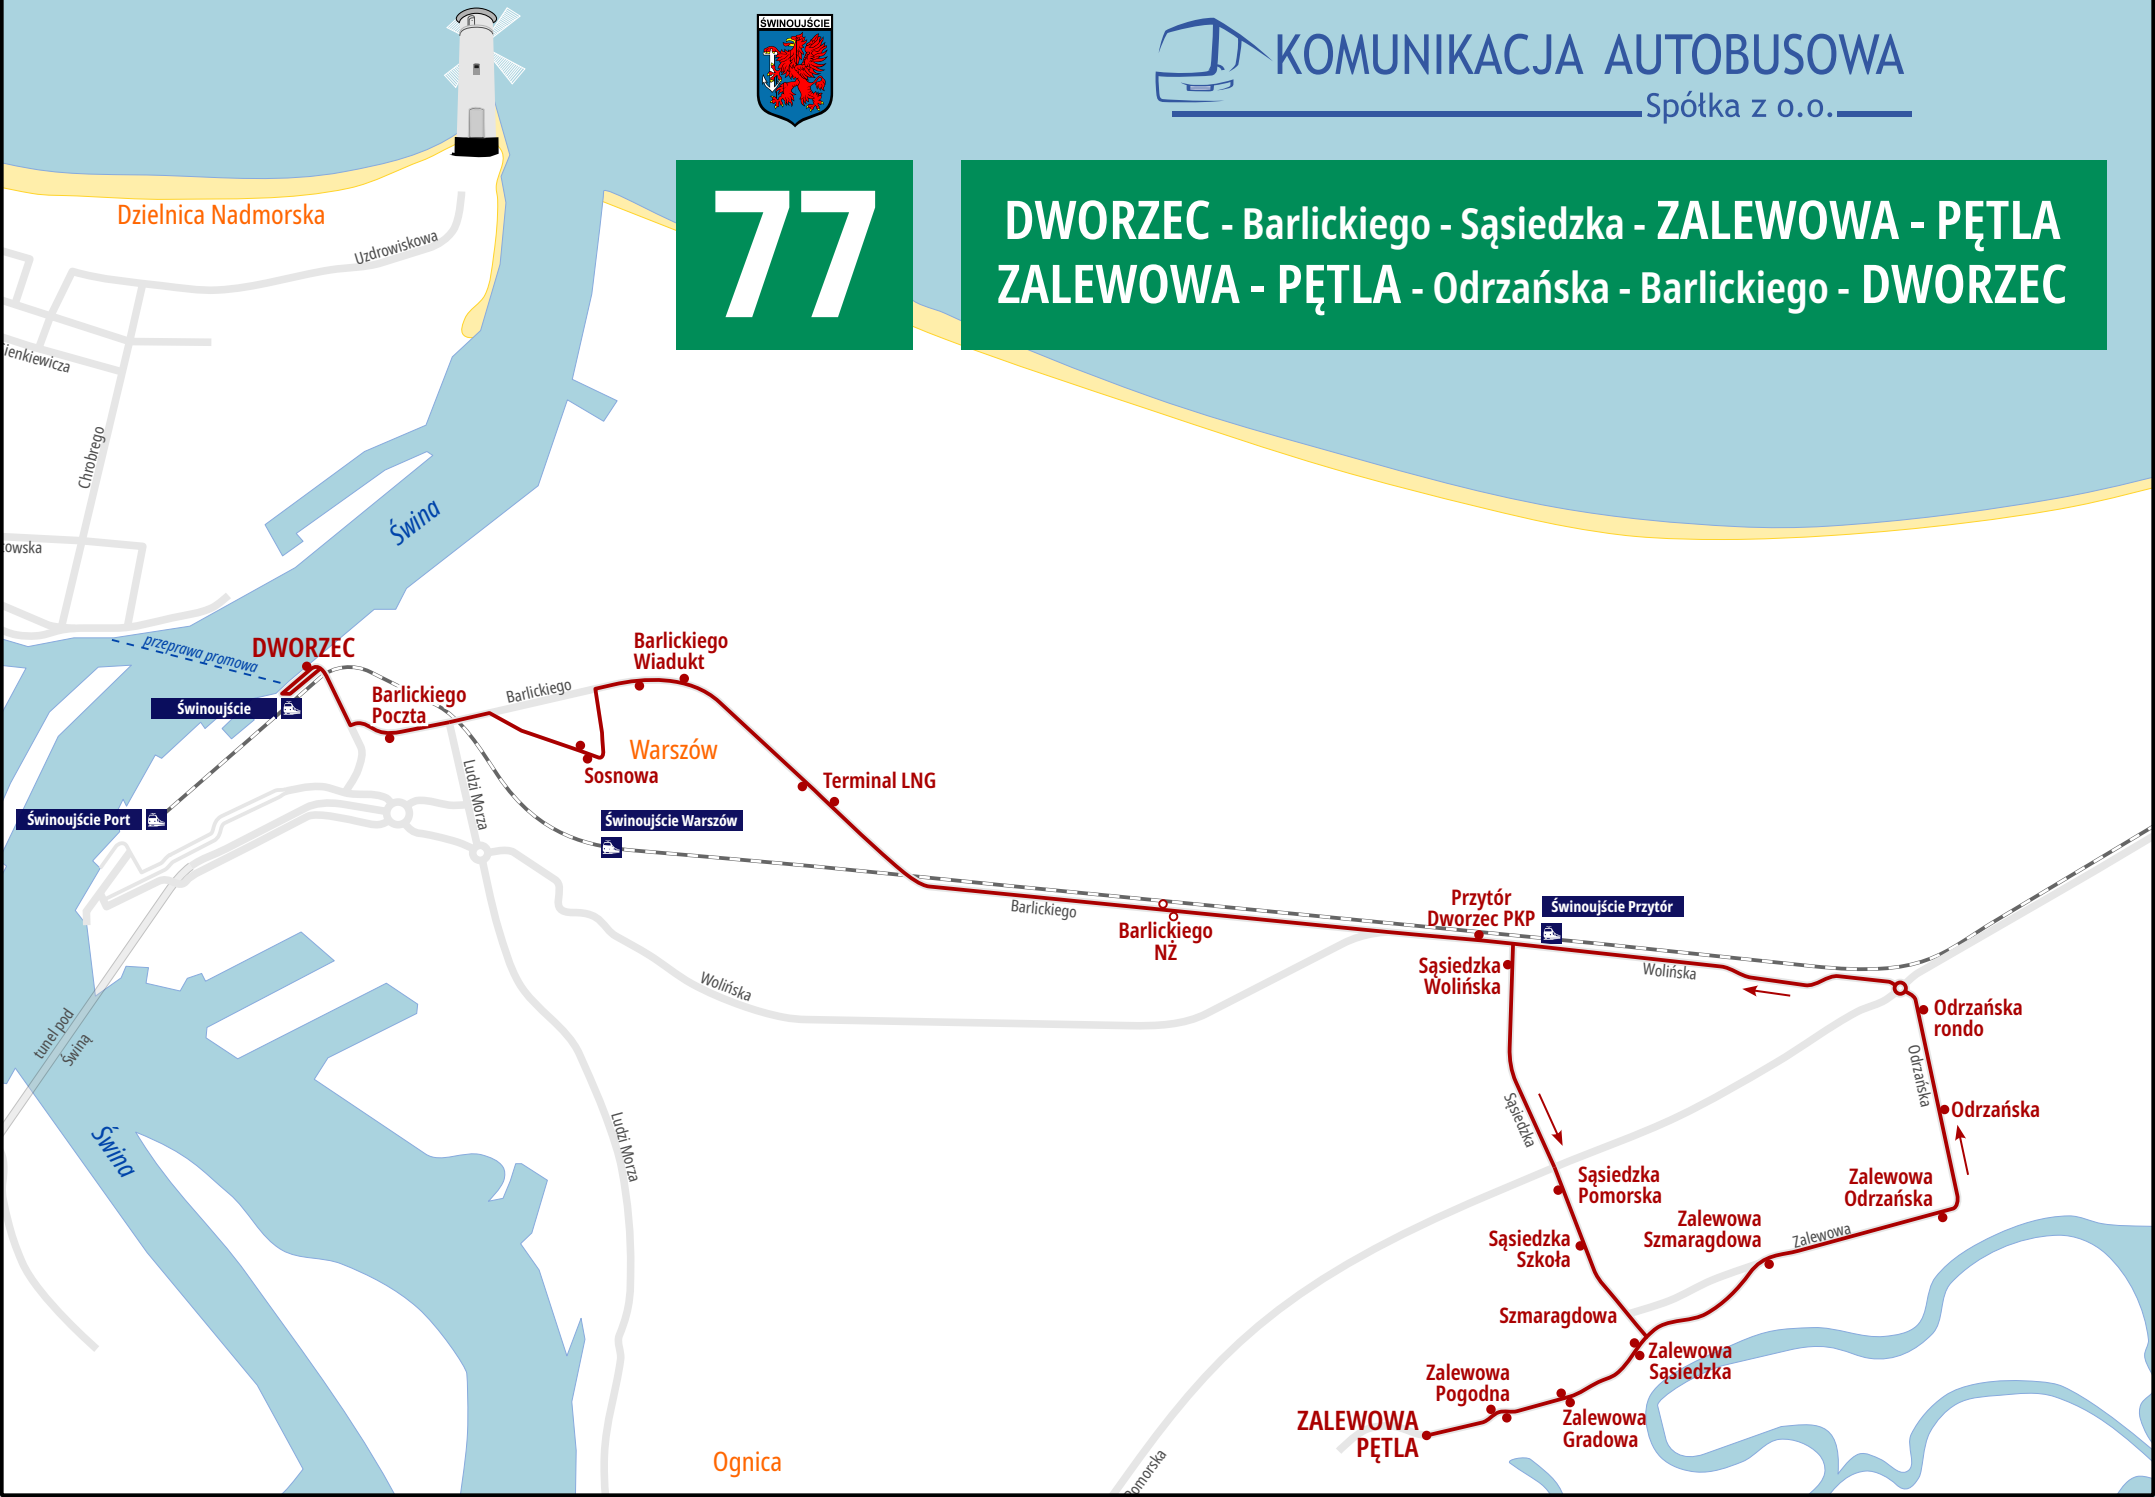 ŚWINOUJŚCIE
KOMUNIKACJA AUTOBUSOWA
Spółka z o.o.
77
DWORZEC - Barlickiego - Sąsiedzka - ZALEWOWA - PĘTLA
ZALEWOWA - PĘTLA - Odrzańska - Barlickiego - DWORZEC
Dzielnica Nadmorska
Uzdrowiskowa
ienkiewicza
Chrobrego
Świna
owska
przeprawa promowa
DWORZEC
Świnoujście
Barlickiego
Poczta
Barlickiego
Barlickiego
Wiadukt
Warszów
Sosnowa
Terminal LNG
Świnoujście Port
Ludzi Morza
Świnoujście Warszów
Barlickiego
Barlickiego
NŻ
Przytór
Dworzec PKP
Świnoujście Przytór
Sąsiedzka
Wolińska
Wolińska
Wolińska
Odrzańska
rondo
tunel pod
Świną
Odrzańska
Odrzańska
Sąsiedzka
Świna
Ludzi Morza
Sąsiedzka
Pomorska
Zalewowa
Odrzańska
Zalewowa
Szmaragdowa
Zalewowa
Sąsiedzka
Szkoła
Szmaragdowa
Zalewowa
Sąsiedzka
Zalewowa
Pogodna
ZALEWOWA
PĘTLA
Zalewowa
Gradowa
Ognica
Pomorska